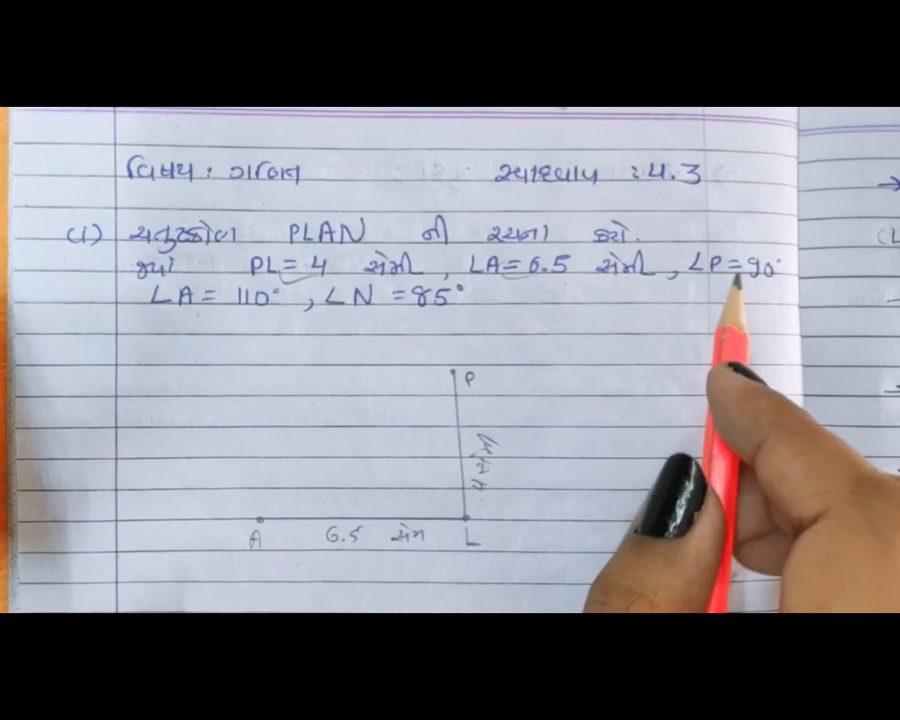 વિષય : ગણિત સ્વાધ્યાય : 4.3
(1) ચતુષ્કોણ PLAN ની રચના કરો.
જ્યાં PL = 4 સેમી , LA = 6.5 સેમી , ∠P = 90°
∠A = 110° , ∠N = 85°
P
4 સેમી
A 6.5 સેમ L
(L